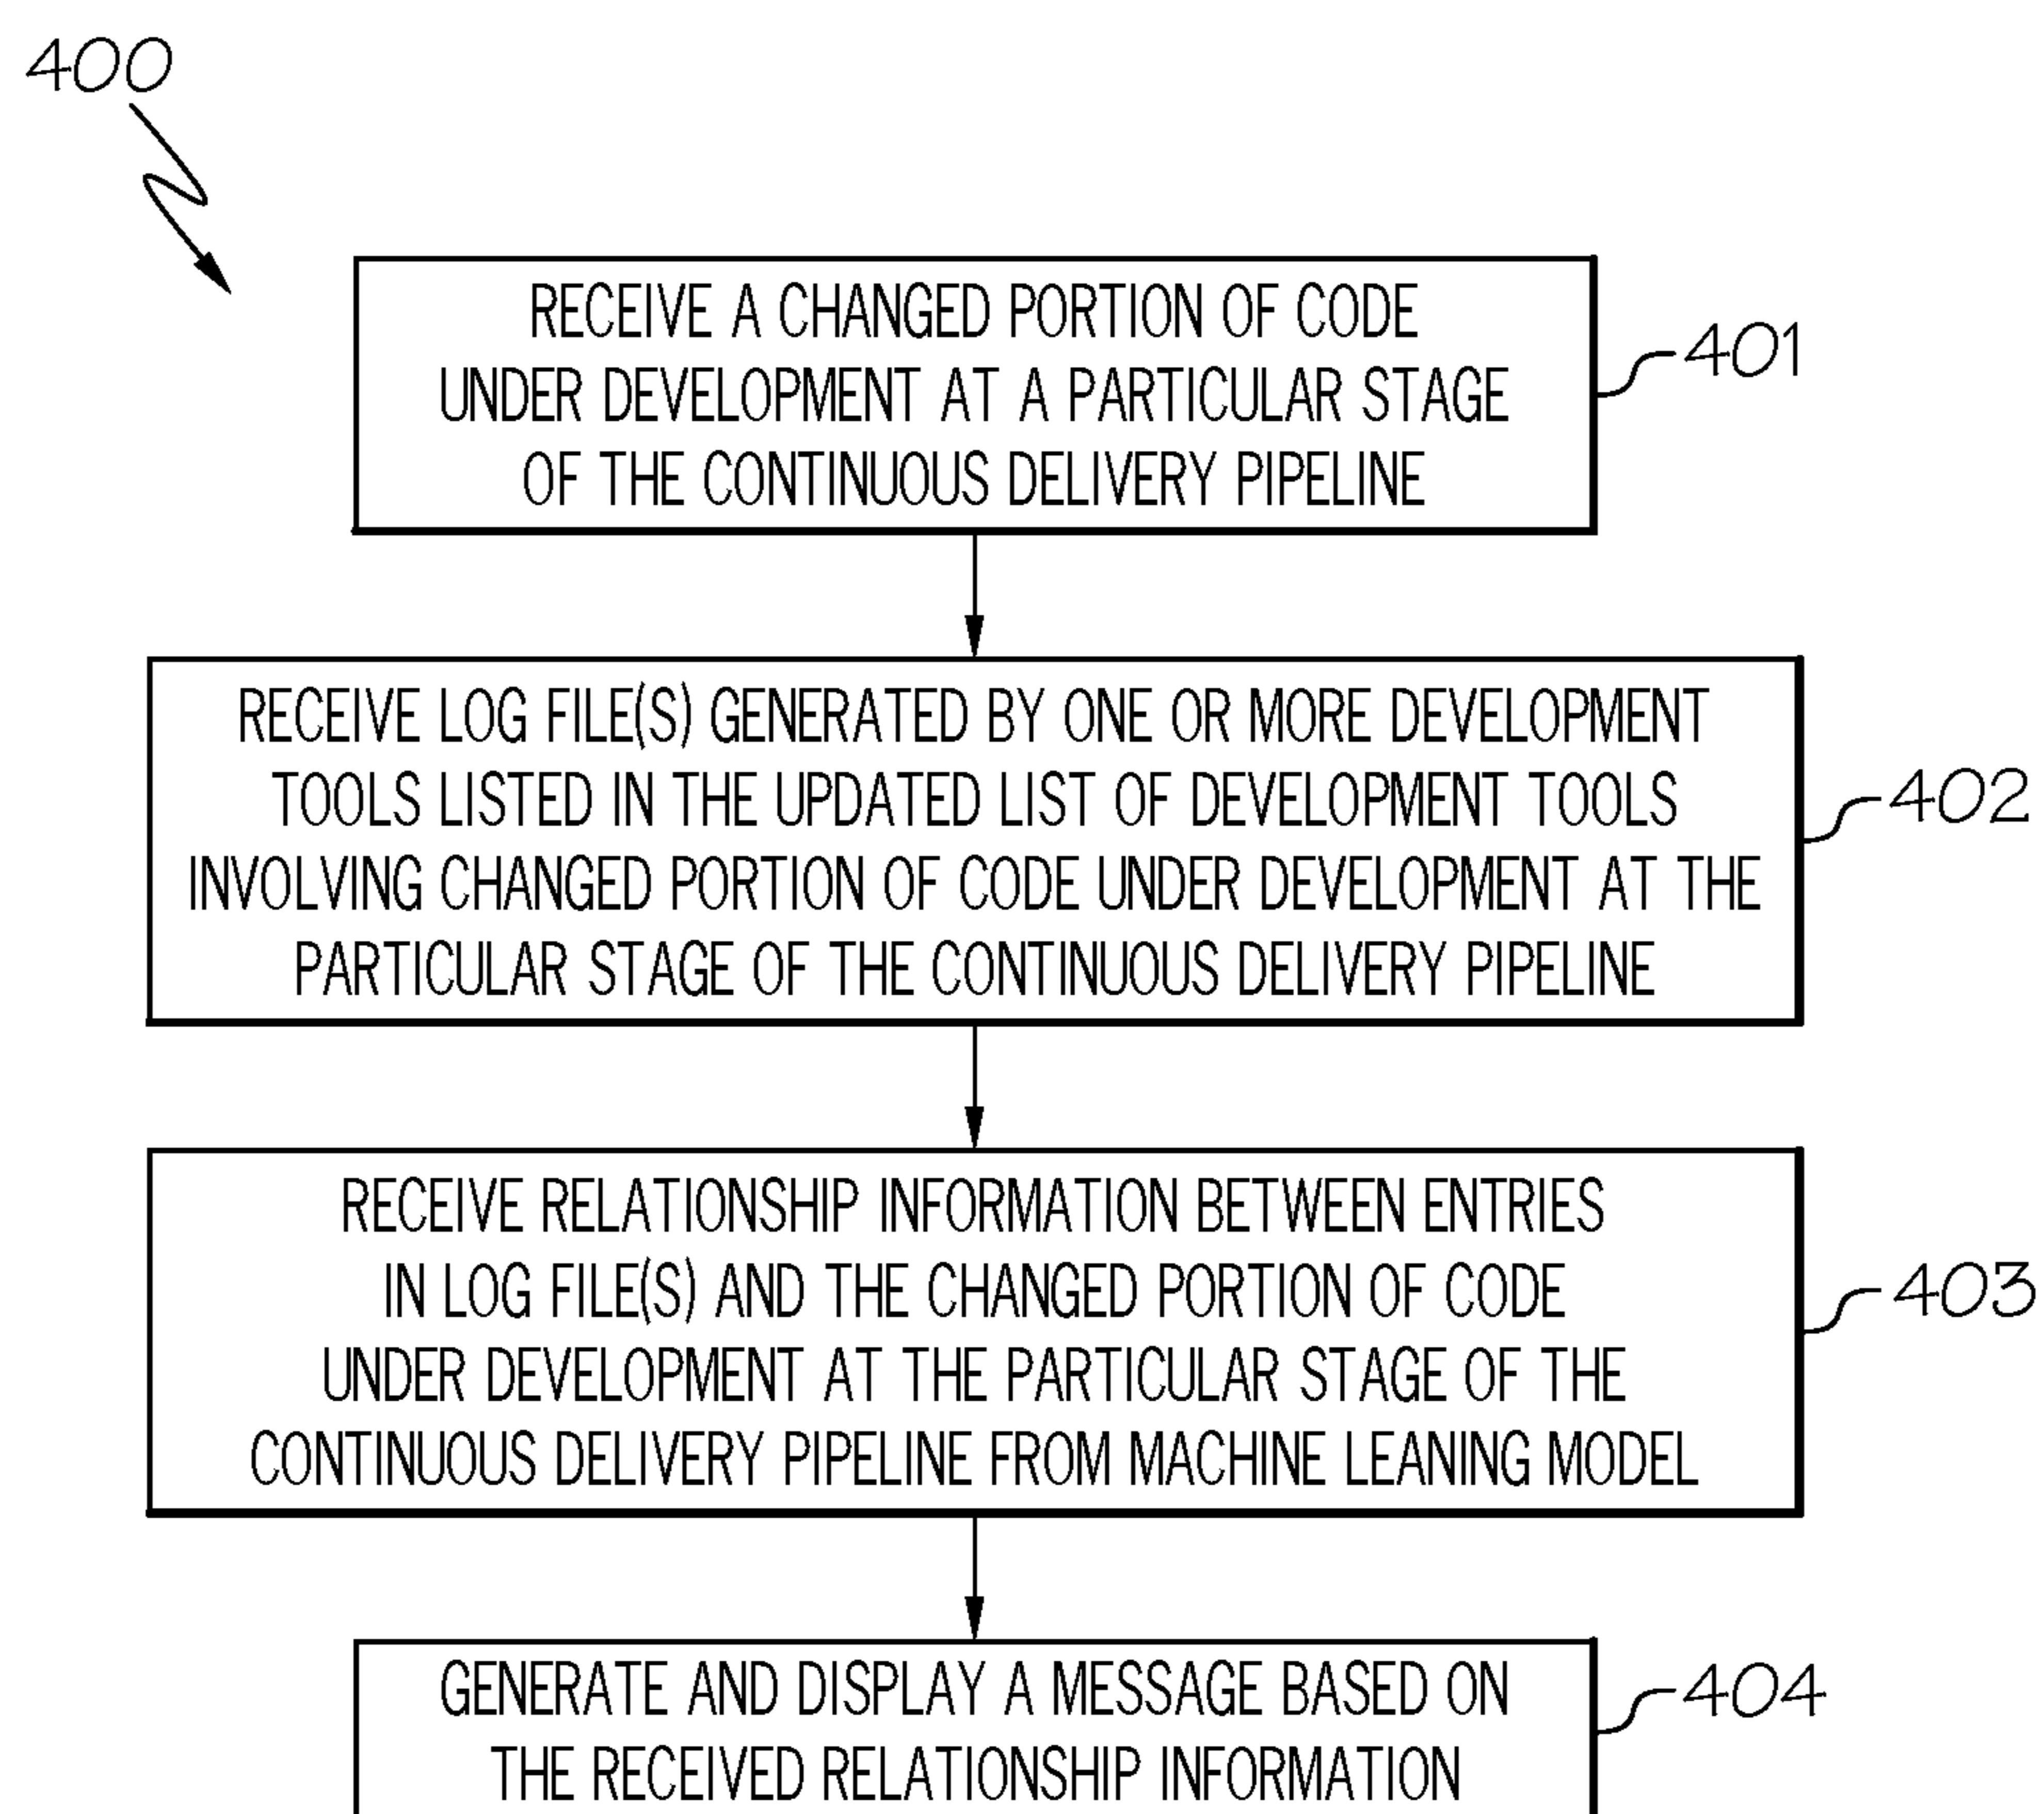 400
RECEIVE A CHANGED PORTION OF CODE
UNDER DEVELOPMENT AT A PARTICULAR STAGE
OF THE CONTINUOUS DELIVERY PIPELINE
401
RECEIVE LOG FILE(S) GENERATED BY ONE OR MORE DEVELOPMENT
TOOLS LISTED IN THE UPDATED LIST OF DEVELOPMENT TOOLS
INVOLVING CHANGED PORTION OF CODE UNDER DEVELOPMENT AT THE
PARTICULAR STAGE OF THE CONTINUOUS DELIVERY PIPELINE
402
RECEIVE RELATIONSHIP INFORMATION BETWEEN ENTRIES
IN LOG FILE(S) AND THE CHANGED PORTION OF CODE
UNDER DEVELOPMENT AT THE PARTICULAR STAGE OF THE
CONTINUOUS DELIVERY PIPELINE FROM MACHINE LEANING MODEL
403
GENERATE AND DISPLAY A MESSAGE BASED ON
THE RECEIVED RELATIONSHIP INFORMATION
404